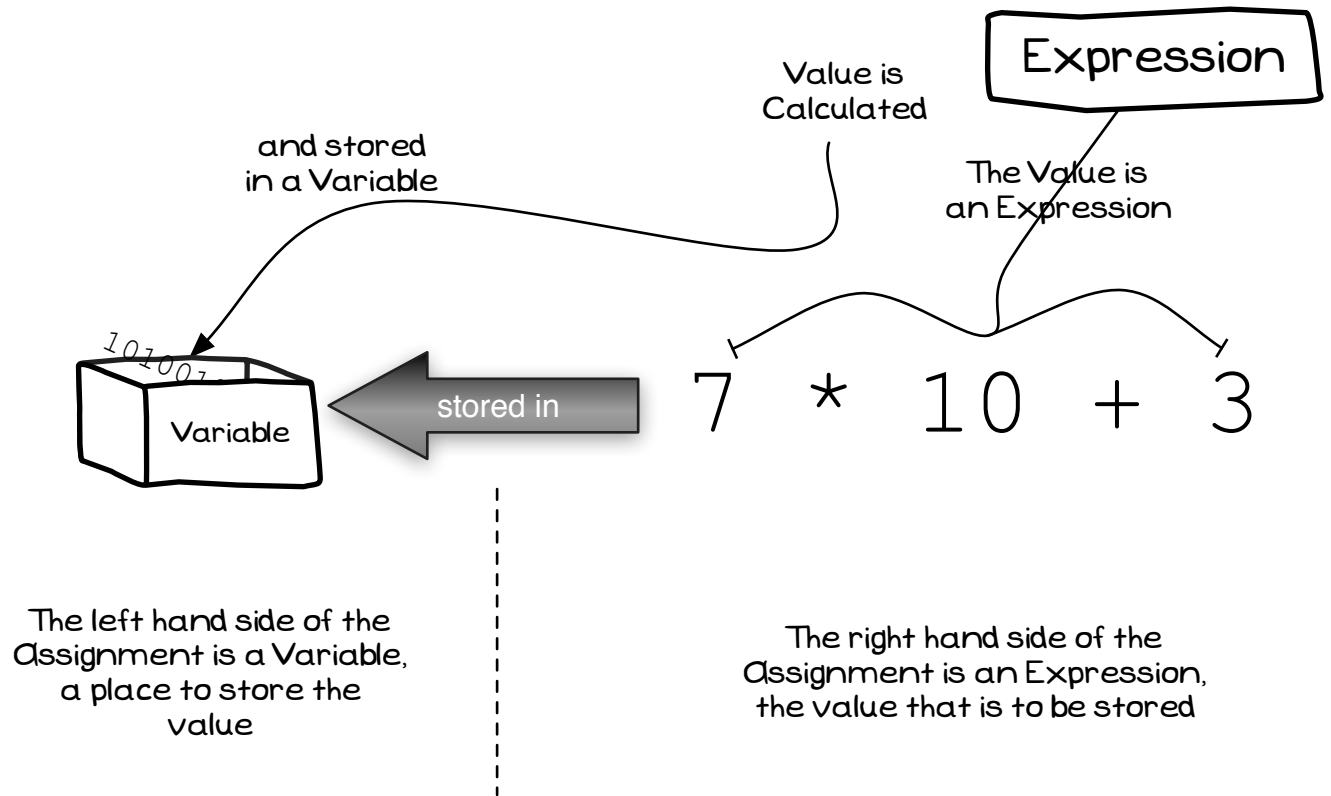 Expression
Value is
Calculated
and stored
in a Variable
The Value is
an Expression
101001
Variable
stored in
7 * 10 + 3
The left hand side of the
Assignment is a Variable,
a place to store the
value
The right hand side of the
Assignment is an Expression,
the value that is to be stored